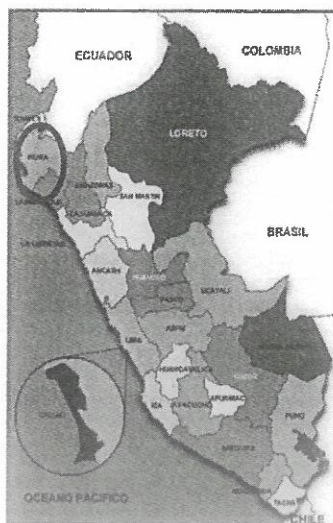 COLOMBIA
ECUADOR
LORETO
PIURA
AMAZONAS
SAN MARTIN
CAJAMARCA
LA LIBERTAD
BRASIL
ANCASH
HUANUCO
PASCO
UCAYALI
LIMA
JUNIN
HUANCAVELICA
CUSCO
ICA
AYACUCHO
APURIMAC
PUNO
AREQUIPA
OCEANO PACIFICO
TACNA
CHILE